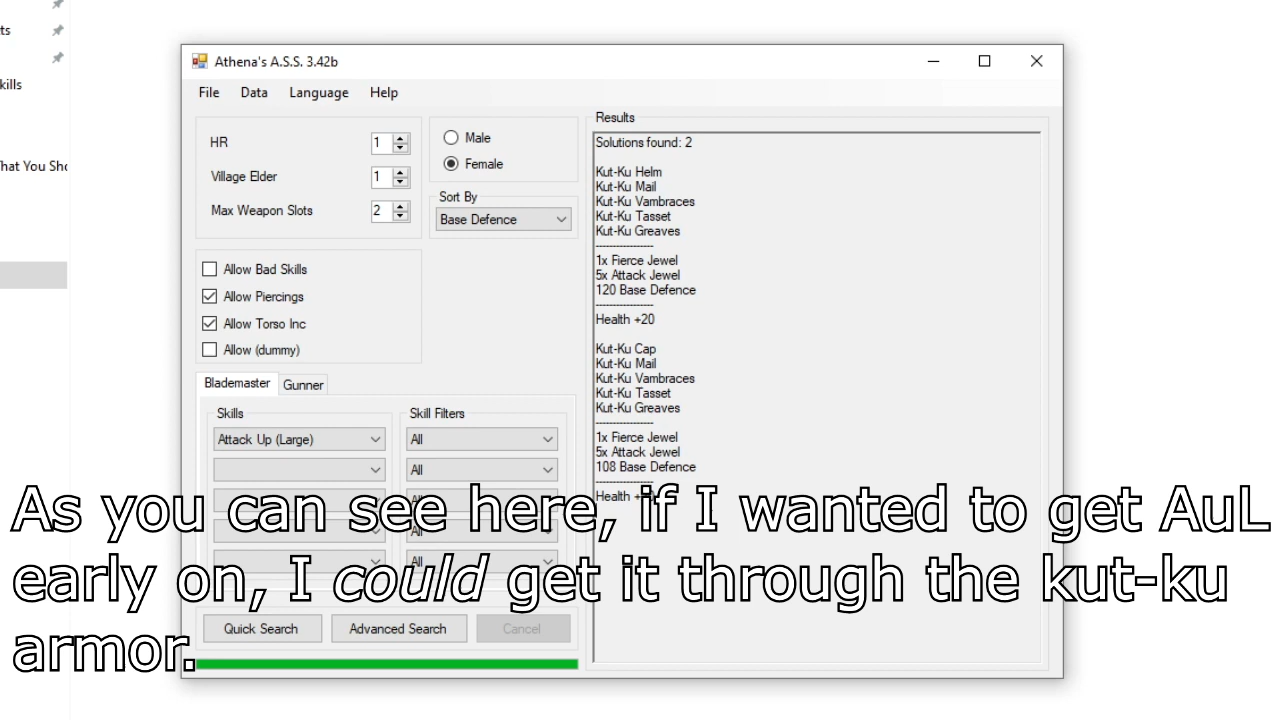 ts
kills
hat You Sho
Athena's A.S.S. 3.42b
File Data Language Help
HR 1
Village Elder 1
Max Weapon Slots 2
Male
Female
Sort By
Base Defence
Allow Bad Skills
Allow Piercings
Allow Torso Inc
Allow (dummy)
Blademaster Gunner
Skills
Attack Up (Large)
Skill Filters
All
All
All
All
All
Quick Search Advanced Search Cancel
Results
Solutions found: 2
Kut-Ku Helm
Kut-Ku Mail
Kut-Ku Vambraces
Kut-Ku Tasset
Kut-Ku Greaves
-----------------
1x Fierce Jewel
5x Attack Jewel
120 Base Defence
-----------------
Health +20
Kut-Ku Cap
Kut-Ku Mail
Kut-Ku Vambraces
Kut-Ku Tasset
Kut-Ku Greaves
-----------------
1x Fierce Jewel
5x Attack Jewel
108 Base Defence
-----------------
Health
As you can see here, if I wanted to get AuL
early on, I could get it through the kut-ku
armor.